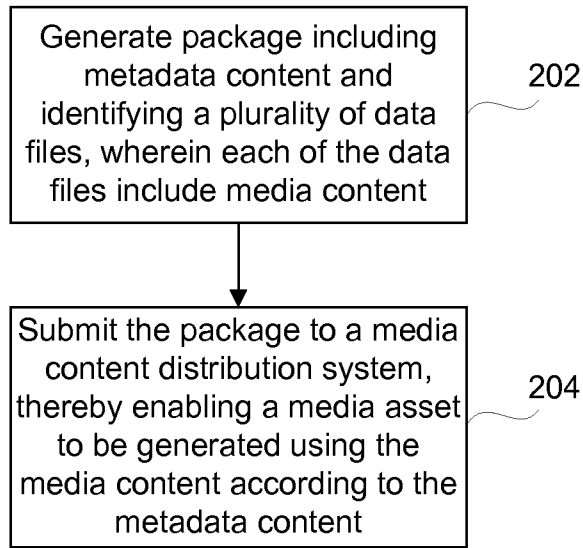 Generate package including
metadata content and
identifying a plurality of data
files, wherein each of the data
files include media content
202
Submit the package to a media
content distribution system,
thereby enabling a media asset
to be generated using the
media content according to the
metadata content
204